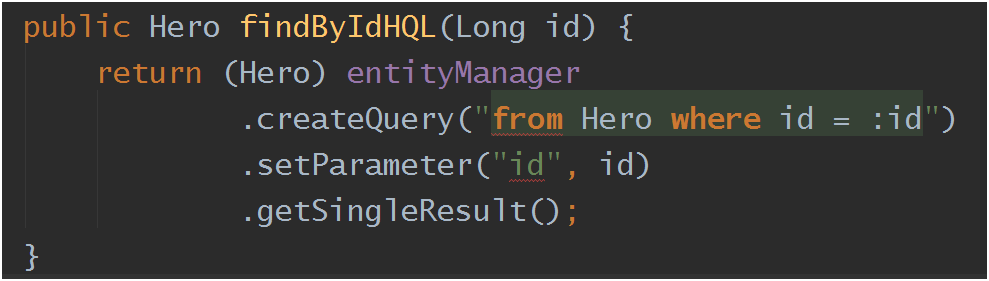 public Hero findByIdHQL(Long id) {
    return (Hero) entityManager
            .createQuery("from Hero where id = :id")
            .setParameter("id", id)
            .getSingleResult();
}